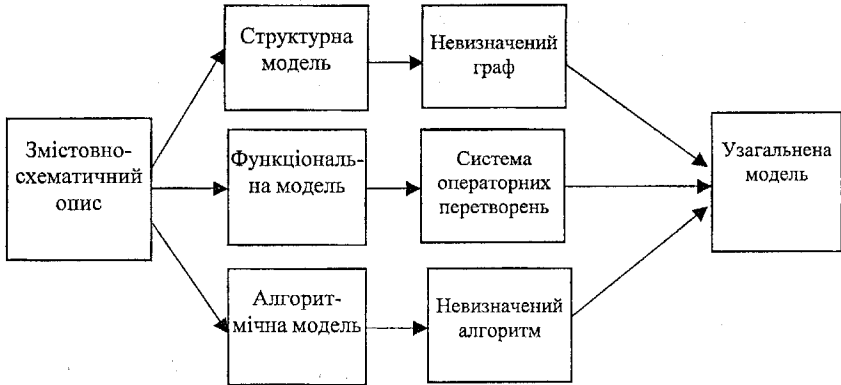 Структурна
модель
Невизначений
граф
Змістовно-
схематичний
опис
Функціональ-
на модель
Система
операторних
перетворень
Узагальнена
модель
Алгорит-
мічна модель
Невизначений
алгоритм